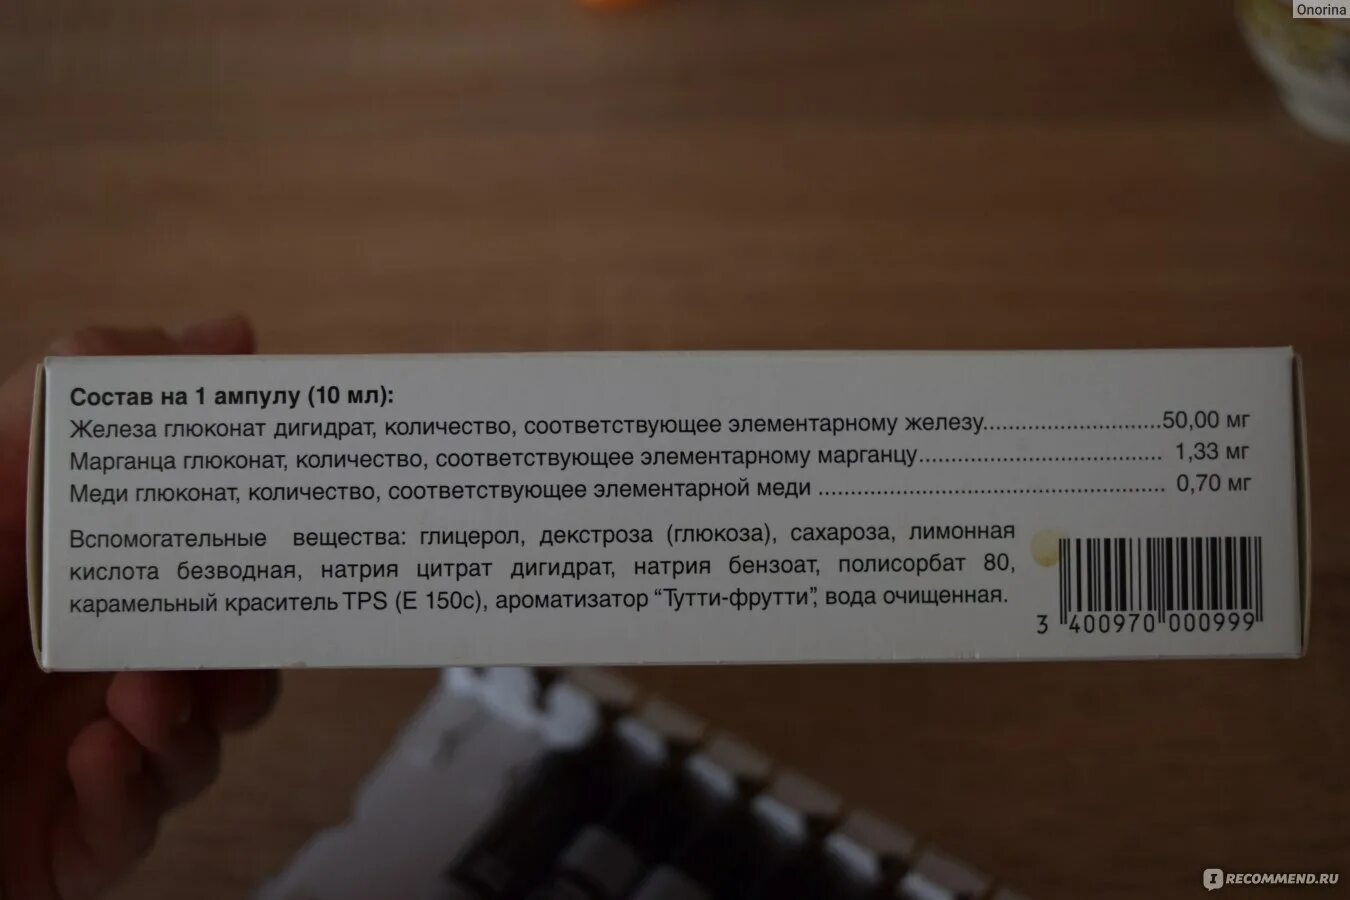 Onorina
Состав на 1 ампулу (10 мл):
Железа глюконат дигидрат, количество, соответствующее элементарному железу............................50,00 мг
Марганца глюконат, количество, соответствующее элементарному марганцу...................................... 1,33 мг
Меди глюконат, количество, соответствующее элементарной меди ...................................................... 0,70 мг
Вспомогательные вещества: глицерол, декстроза (глюкоза), сахароза, лимонная
кислота безводная, натрия цитрат дигидрат, натрия бензоат, полисорбат 80,
карамельный краситель TPS (Е 150с), ароматизатор “Тутти-фрутти”, вода очищенная.
3 400970 000999
IRECOMMEND.RU